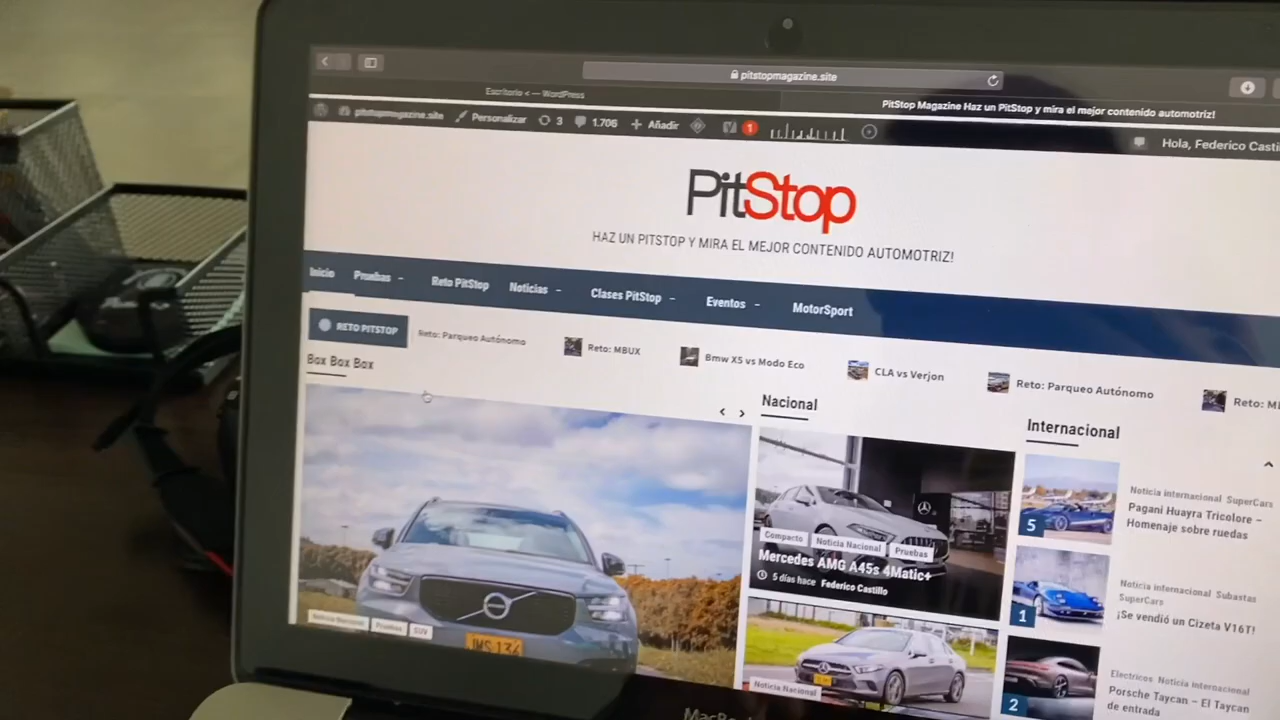 pitstopmagazine.site
Escritorio < — WordPress
PitStop Magazine Haz un PitStop y mira el mejor contenido automotriz!
pitstopmagazine.site
Personalizar
3
1.706
Añadir
1
Hola, Federico Casti
PitStop
HAZ UN PITSTOP Y MIRA EL MEJOR CONTENIDO AUTOMOTRIZ!
Inicio
Pruebas
Reto PitStop
Noticias
Clases PitStop
Eventos
MotorSport
RETO PITSTOP
Reto: Parqueo Autónomo
Reto: MBUX
Bmw X5 vs Modo Eco
CLA vs Verjon
Reto: Parqueo Autónomo
Reto: M
Box Box Box
Noticia Nacional
Pruebas
SUV
Nacional
Compacto
Noticia Nacional
Pruebas
Mercedes AMG A45s 4Matic+
5 días hace Federico Castillo
Noticia Nacional
Internacional
5
Noticia internacional SuperCars
Pagani Huayra Tricolore –
Homenaje sobre ruedas
1
Noticia internacional Subastas
SuperCars
¡Se vendió un Cizeta V16T!
2
Electricos Noticia internacional
Porsche Taycan – El Taycan
de entrada